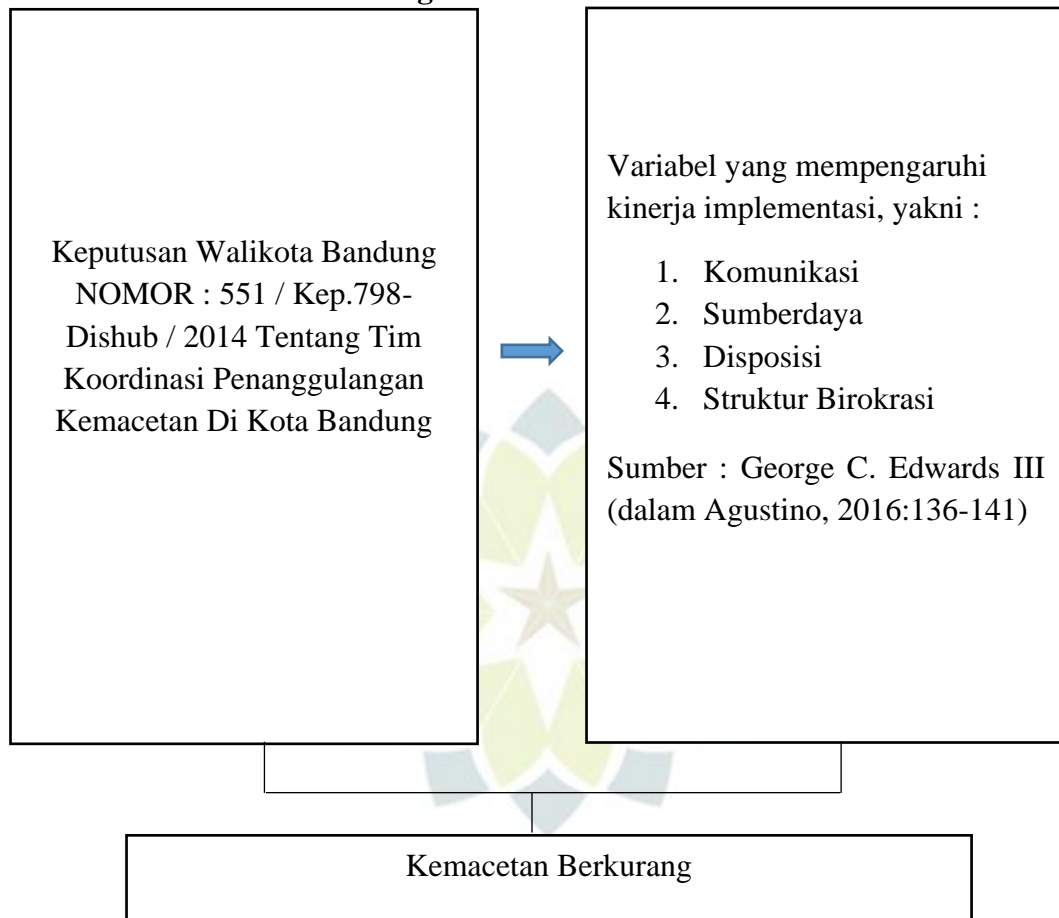 Keputusan Walikota Bandung
NOMOR : 551 / Kep.798-
Dishub / 2014 Tentang Tim
Koordinasi Penanggulangan
Kemacetan Di Kota Bandung
Variabel yang mempengaruhi
kinerja implementasi, yakni :
1. Komunikasi
2. Sumberdaya
3. Disposisi
4. Struktur Birokrasi
Sumber : George C. Edwards III
(dalam Agustino, 2016:136-141)
Kemacetan Berkurang